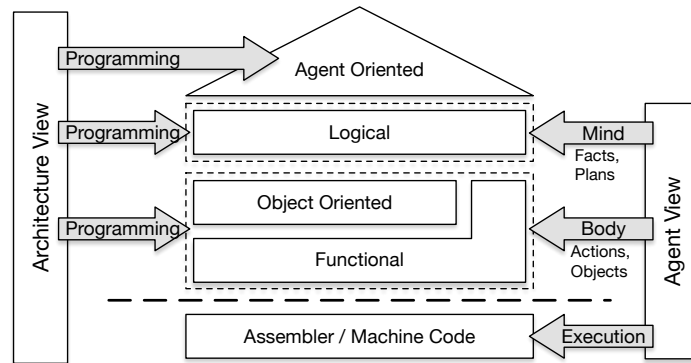 Architecture View
Programming
Agent Oriented
Programming
Logical
Mind
Facts,
Plans
Agent View
Programming
Object Oriented
Functional
Body
Actions,
Objects
Assembler / Machine Code
Execution